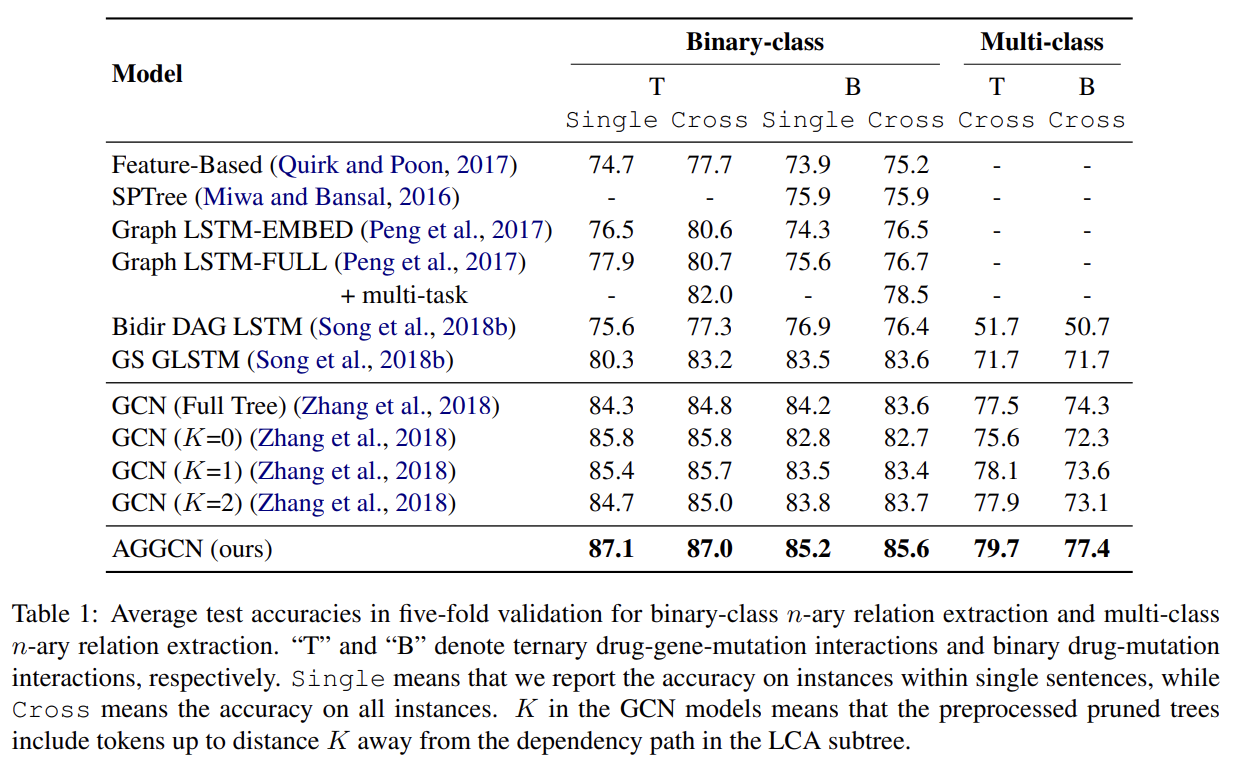 Model Binary-class Multi-class
T B T B
Single Cross Single Cross Cross Cross
Feature-Based (Quirk and Poon, 2017) 74.7 77.7 73.9 75.2 - -
SPTree (Miwa and Bansal, 2016) - - 75.9 75.9 - -
Graph LSTM-EMBED (Peng et al., 2017) 76.5 80.6 74.3 76.5 - -
Graph LSTM-FULL (Peng et al., 2017) 77.9 80.7 75.6 76.7 - -
+ multi-task - 82.0 - 78.5 - -
Bidir DAG LSTM (Song et al., 2018b) 75.6 77.3 76.9 76.4 51.7 50.7
GS GLSTM (Song et al., 2018b) 80.3 83.2 83.5 83.6 71.7 71.7
GCN (Full Tree) (Zhang et al., 2018) 84.3 84.8 84.2 83.6 77.5 74.3
GCN (K=0) (Zhang et al., 2018) 85.8 85.8 82.8 82.7 75.6 72.3
GCN (K=1) (Zhang et al., 2018) 85.4 85.7 83.5 83.4 78.1 73.6
GCN (K=2) (Zhang et al., 2018) 84.7 85.0 83.8 83.7 77.9 73.1
AGGCN (ours) 87.1 87.0 85.2 85.6 79.7 77.4
Table 1: Average test accuracies in five-fold validation for binary-class n-ary relation extraction and multi-class
n-ary relation extraction. “T” and “B” denote ternary drug-gene-mutation interactions and binary drug-mutation
interactions, respectively. Single means that we report the accuracy on instances within single sentences, while
Cross means the accuracy on all instances. K in the GCN models means that the preprocessed pruned trees
include tokens up to distance K away from the dependency path in the LCA subtree.